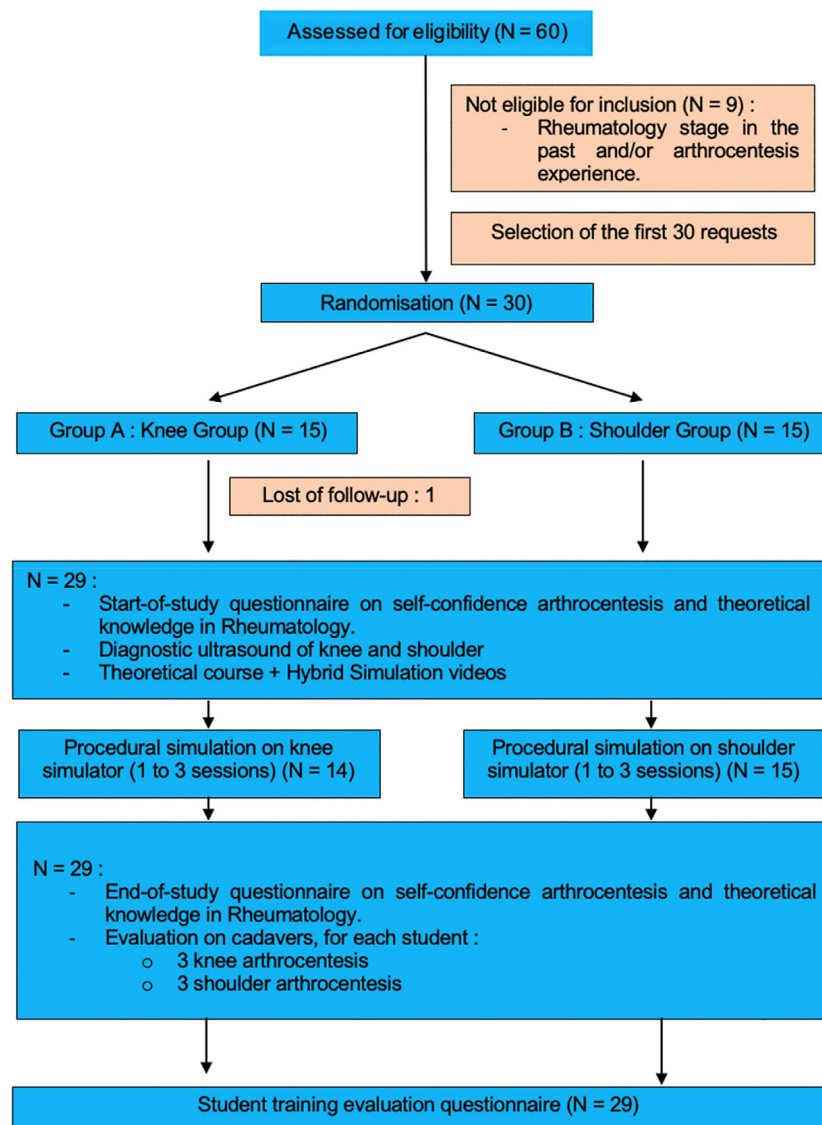 Assessed for eligibility (N = 60)
Not eligible for inclusion (N = 9) :
- Rheumatology stage in the
past and/or arthrocentesis
experience.
Selection of the first 30 requests
Randomisation (N = 30)
Group A : Knee Group (N = 15)
Group B : Shoulder Group (N = 15)
Lost of follow-up : 1
N = 29 :
- Start-of-study questionnaire on self-confidence arthrocentesis and theoretical
knowledge in Rheumatology.
- Diagnostic ultrasound of knee and shoulder
- Theoretical course + Hybrid Simulation videos
Procedural simulation on knee
simulator (1 to 3 sessions) (N = 14)
Procedural simulation on shoulder
simulator (1 to 3 sessions) (N = 15)
N = 29 :
- End-of-study questionnaire on self-confidence arthrocentesis and theoretical
knowledge in Rheumatology.
- Evaluation on cadavers, for each student :
o 3 knee arthrocentesis
o 3 shoulder arthrocentesis
Student training evaluation questionnaire (N = 29)